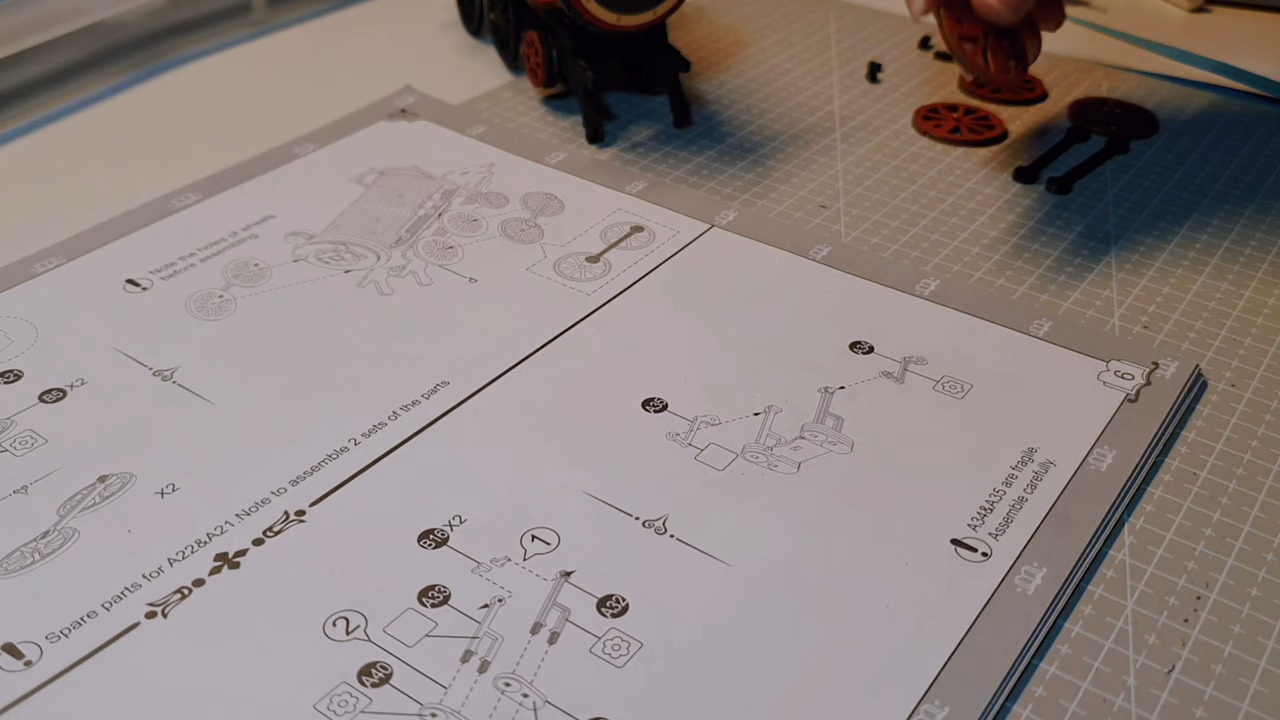 Note the holes of wheels
before assembling
A21
B5 X2
X2
Spare parts for A22&A21.Note to assemble 2 sets of the parts
6
A34
A35
A34&A35 are fragile.
Assemble carefully.
B16 X2
1
A33
A32
2
A40